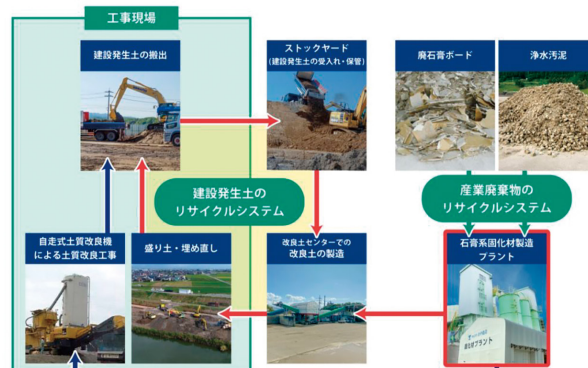 工事現場
建設発生土の搬出
ストックヤード
(建設発生土の受入れ・保管)
廃石膏ボード
浄水汚泥
建設発生土の
リサイクルシステム
産業廃棄物の
リサイクルシステム
自走式土質改良機
による土質改良工事
盛り土・埋め直し
改良土センターでの
改良土の製造
石膏系固化材製造
プラント